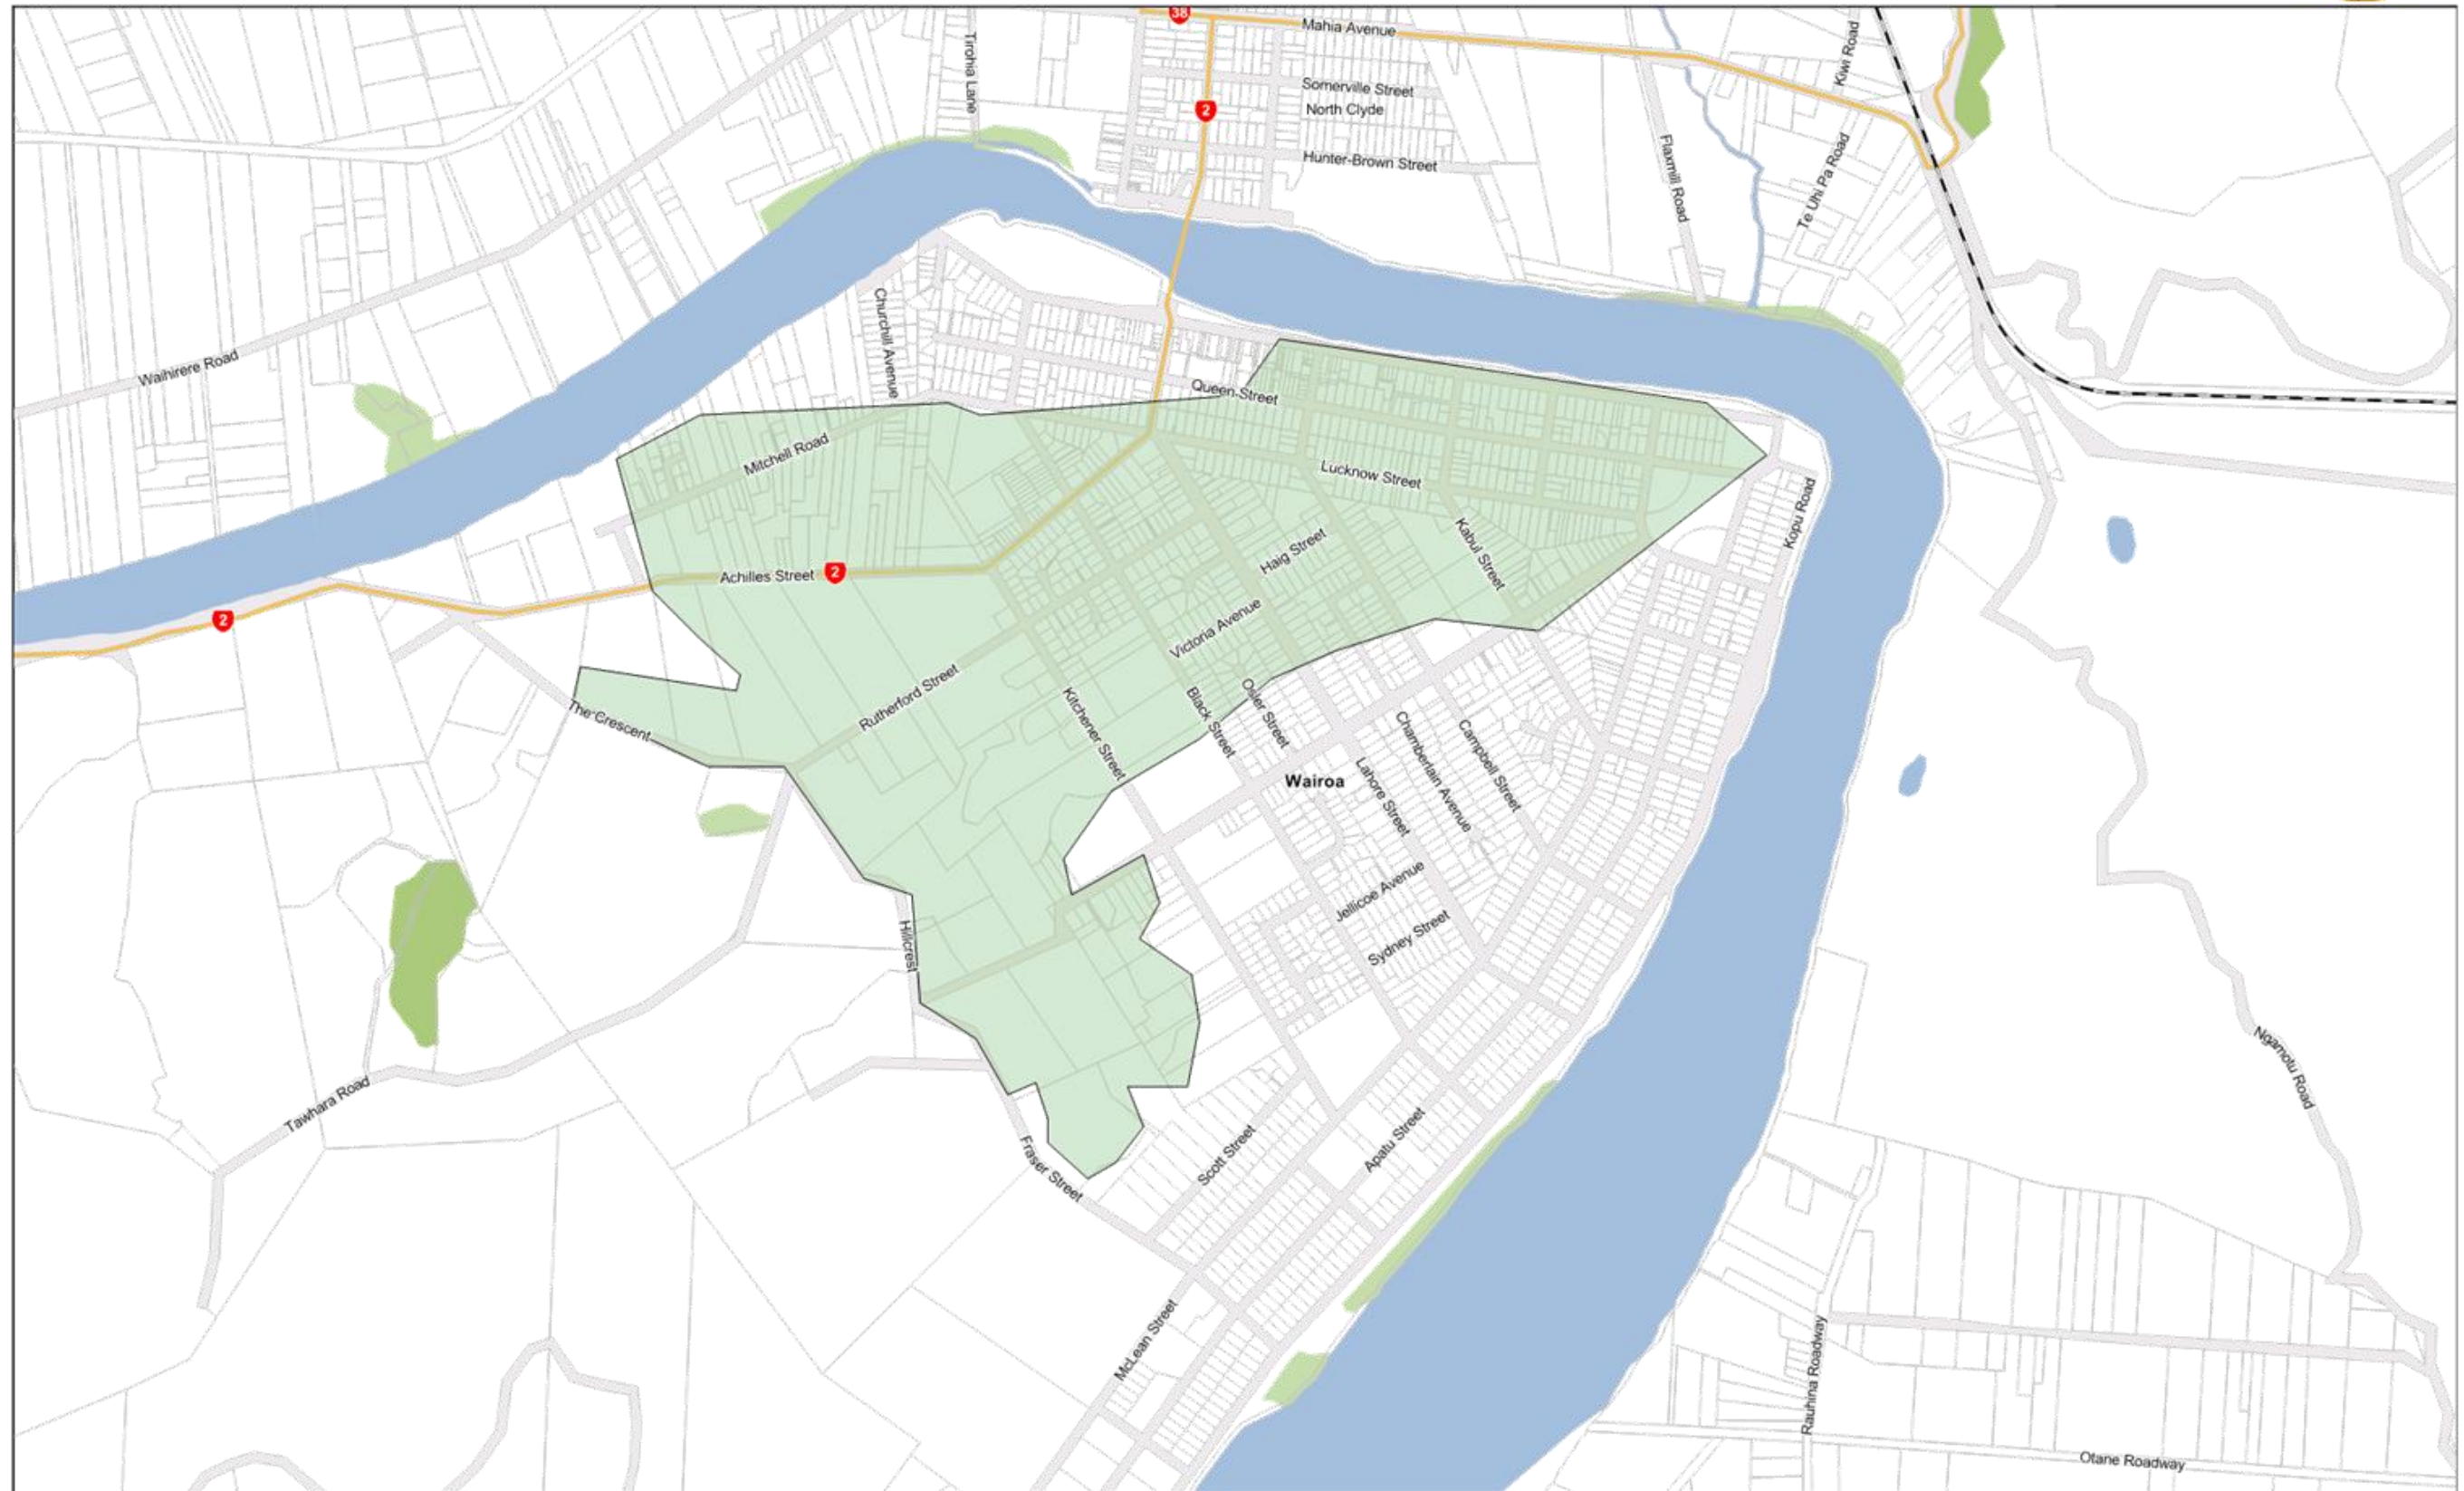 38
Mahia Avenue
Kiwi Road
Tirohia Lane
Somerville Street
2
North Clyde
Hunter-Brown Street
Flaxmill Road
Te Uhi Pa Road
Churchill Avenue
Waihirere Road
Queen Street
Mitchell Road
Lucknow Street
Kopu Road
Haig Street
Kabul Street
Achilles Street
2
2
Victoria Avenue
Rutherford Street
The Crescent
Kitchener Street
Black Street
Osler Street
Chamberlain Avenue
Campbell Street
Wairoa
Lahore Street
Jellicoe Avenue
Sydney Street
Hillcrest
Ngamotu Road
Tawhara Road
Fraser Street
Scott Street
Apatu Street
McLean Street
Rauhina Roadway
Otane Roadway